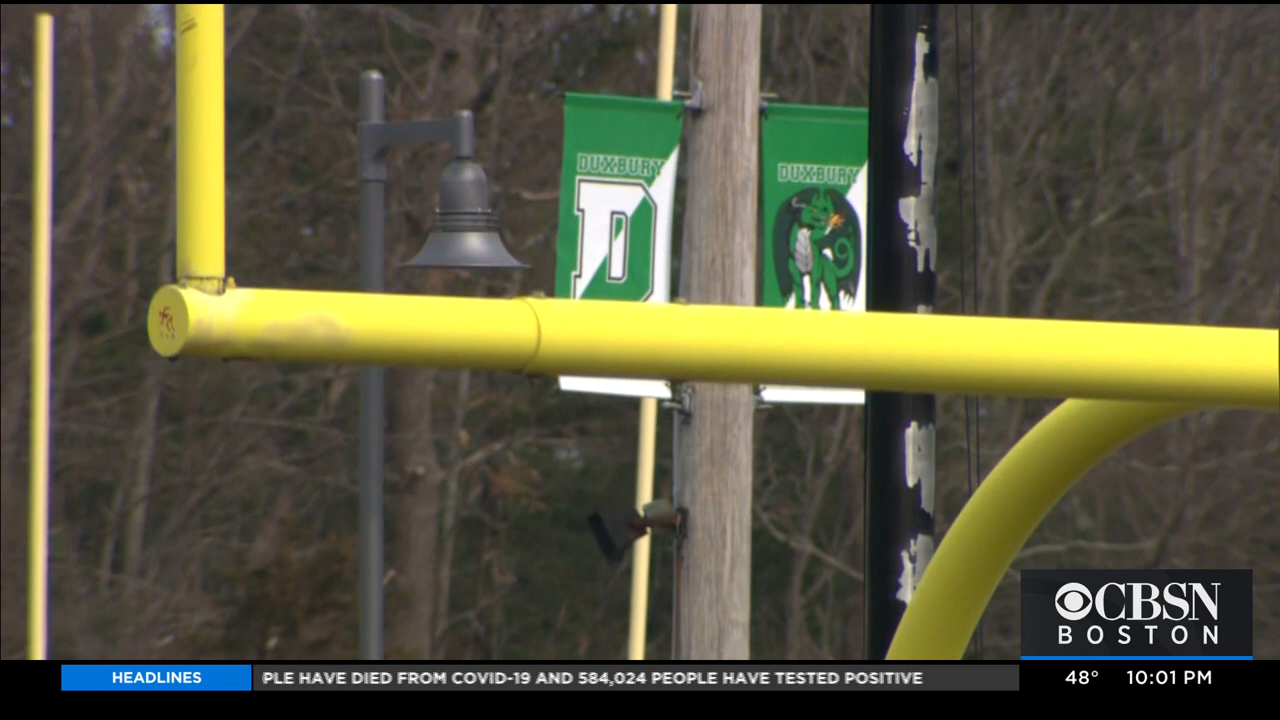 DUXBURY
D
DUXBURY
CBSN
BOSTON
HEADLINES
PLE HAVE DIED FROM COVID-19 AND 584,024 PEOPLE HAVE TESTED POSITIVE
48° 10:01 PM